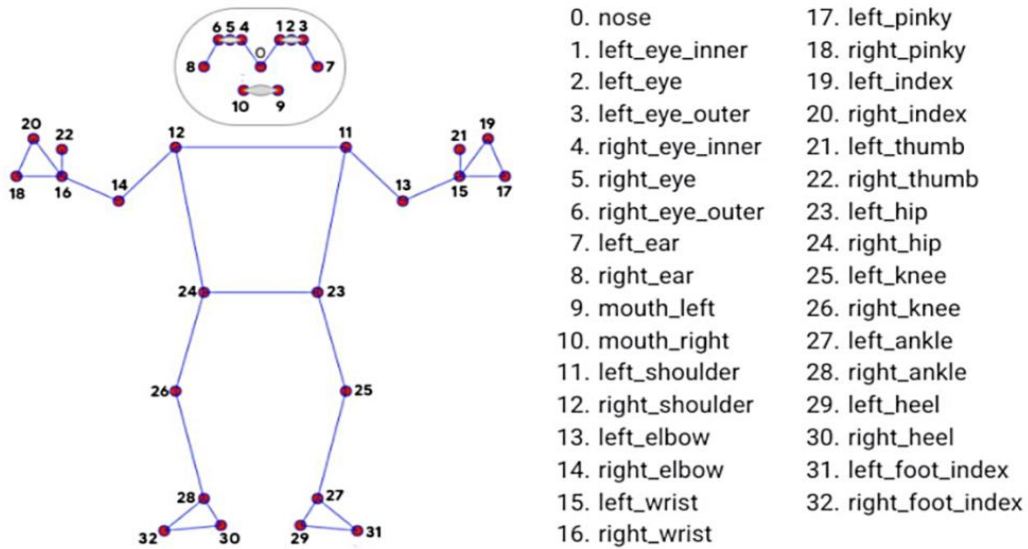 6 5 4 1 2 3
8 0 7
10 9
20 22 12 11 21 19
18 16 14 13 15 17
24 23
26 25
28 27
32 30 29 31
0. nose
1. left_eye_inner
2. left_eye
3. left_eye_outer
4. right_eye_inner
5. right_eye
6. right_eye_outer
7. left_ear
8. right_ear
9. mouth_left
10. mouth_right
11. left_shoulder
12. right_shoulder
13. left_elbow
14. right_elbow
15. left_wrist
16. right_wrist
17. left_pinky
18. right_pinky
19. left_index
20. right_index
21. left_thumb
22. right_thumb
23. left_hip
24. right_hip
25. left_knee
26. right_knee
27. left_ankle
28. right_ankle
29. left_heel
30. right_heel
31. left_foot_index
32. right_foot_index